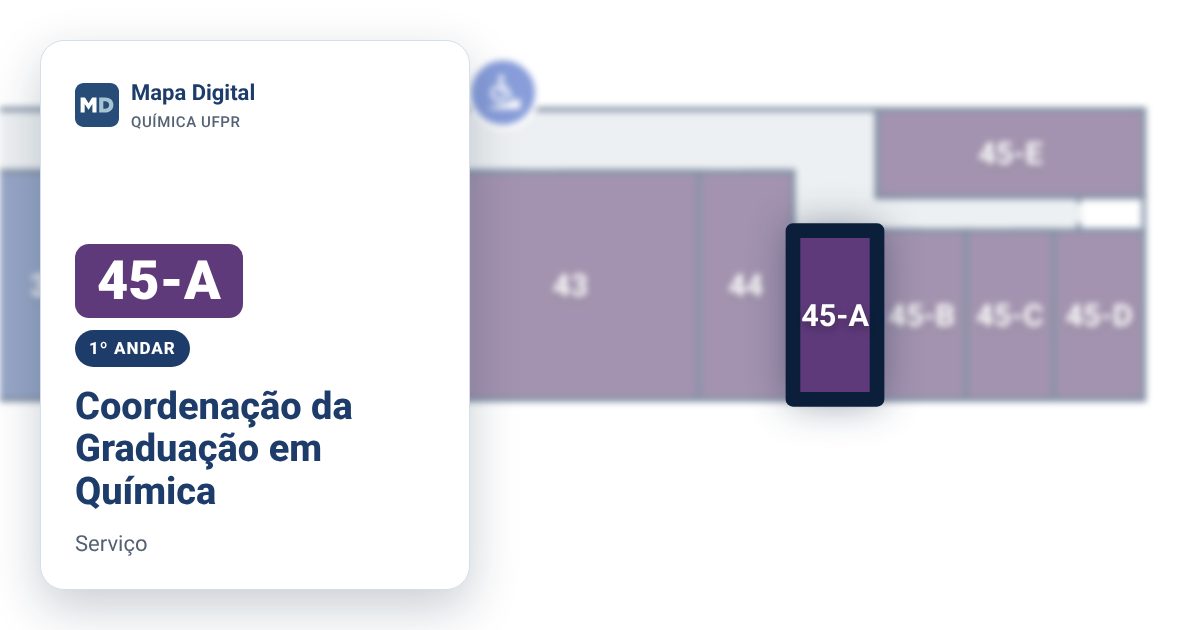 MD
Mapa Digital
QUÍMICA UFPR
45-A
1º ANDAR
Coordenação da
Graduação em
Química
Serviço
45-E
43
44
45-A
45-B
45-C
45-D